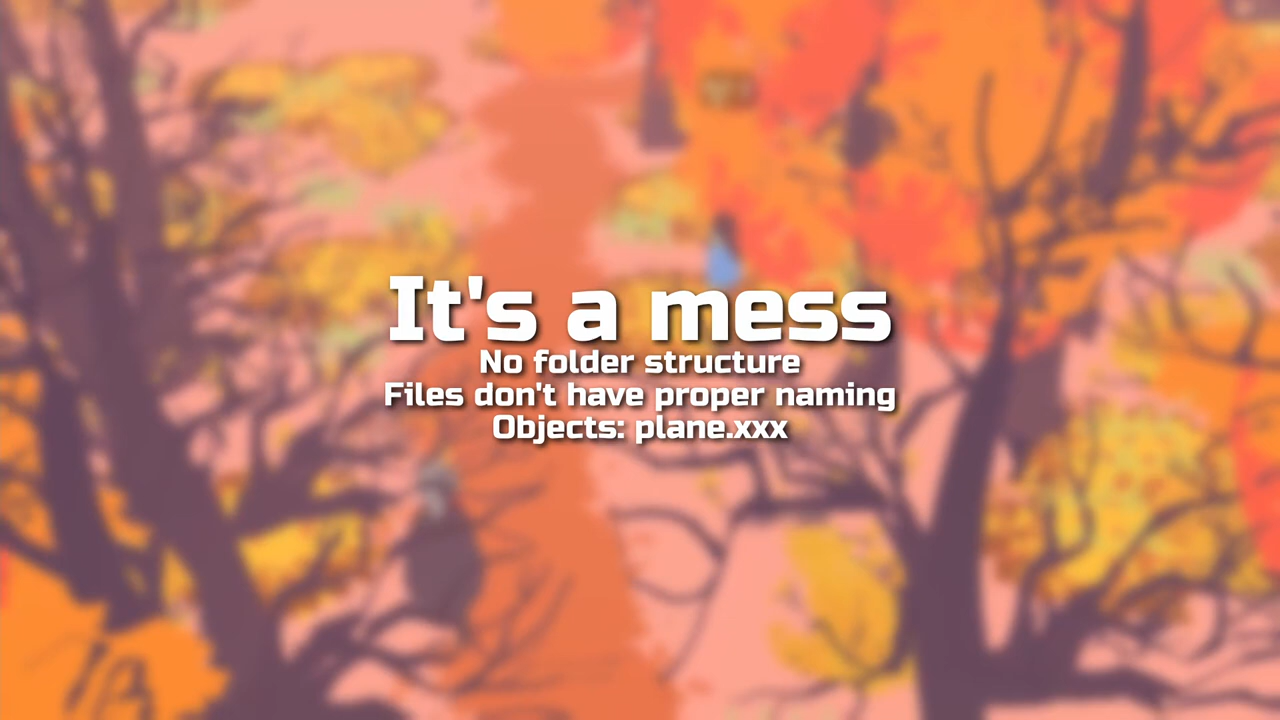 It's a mess
No folder structure
Files don't have proper naming
Objects: plane.xxx